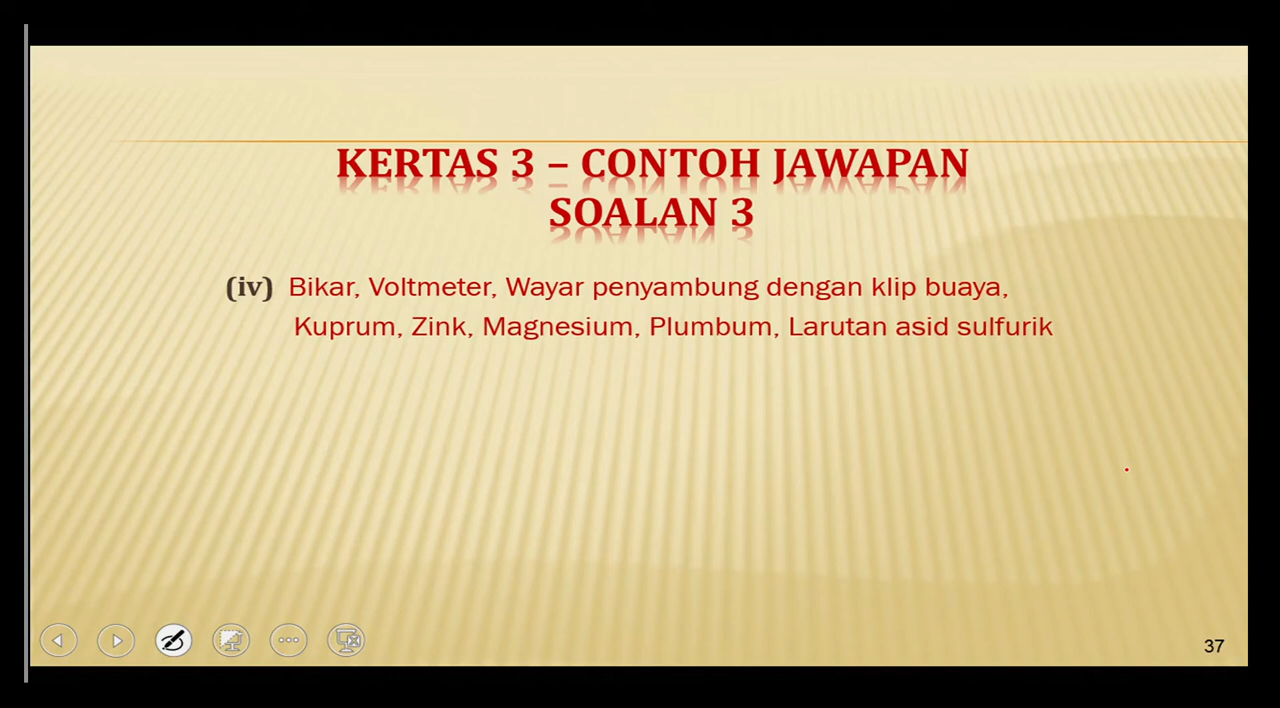 KERTAS 3 – CONTOH JAWAPAN
SOALAN 3
(iv) Bikar, Voltmeter, Wayar penyambung dengan klip buaya,
Kuprum, Zink, Magnesium, Plumbum, Larutan asid sulfurik
37